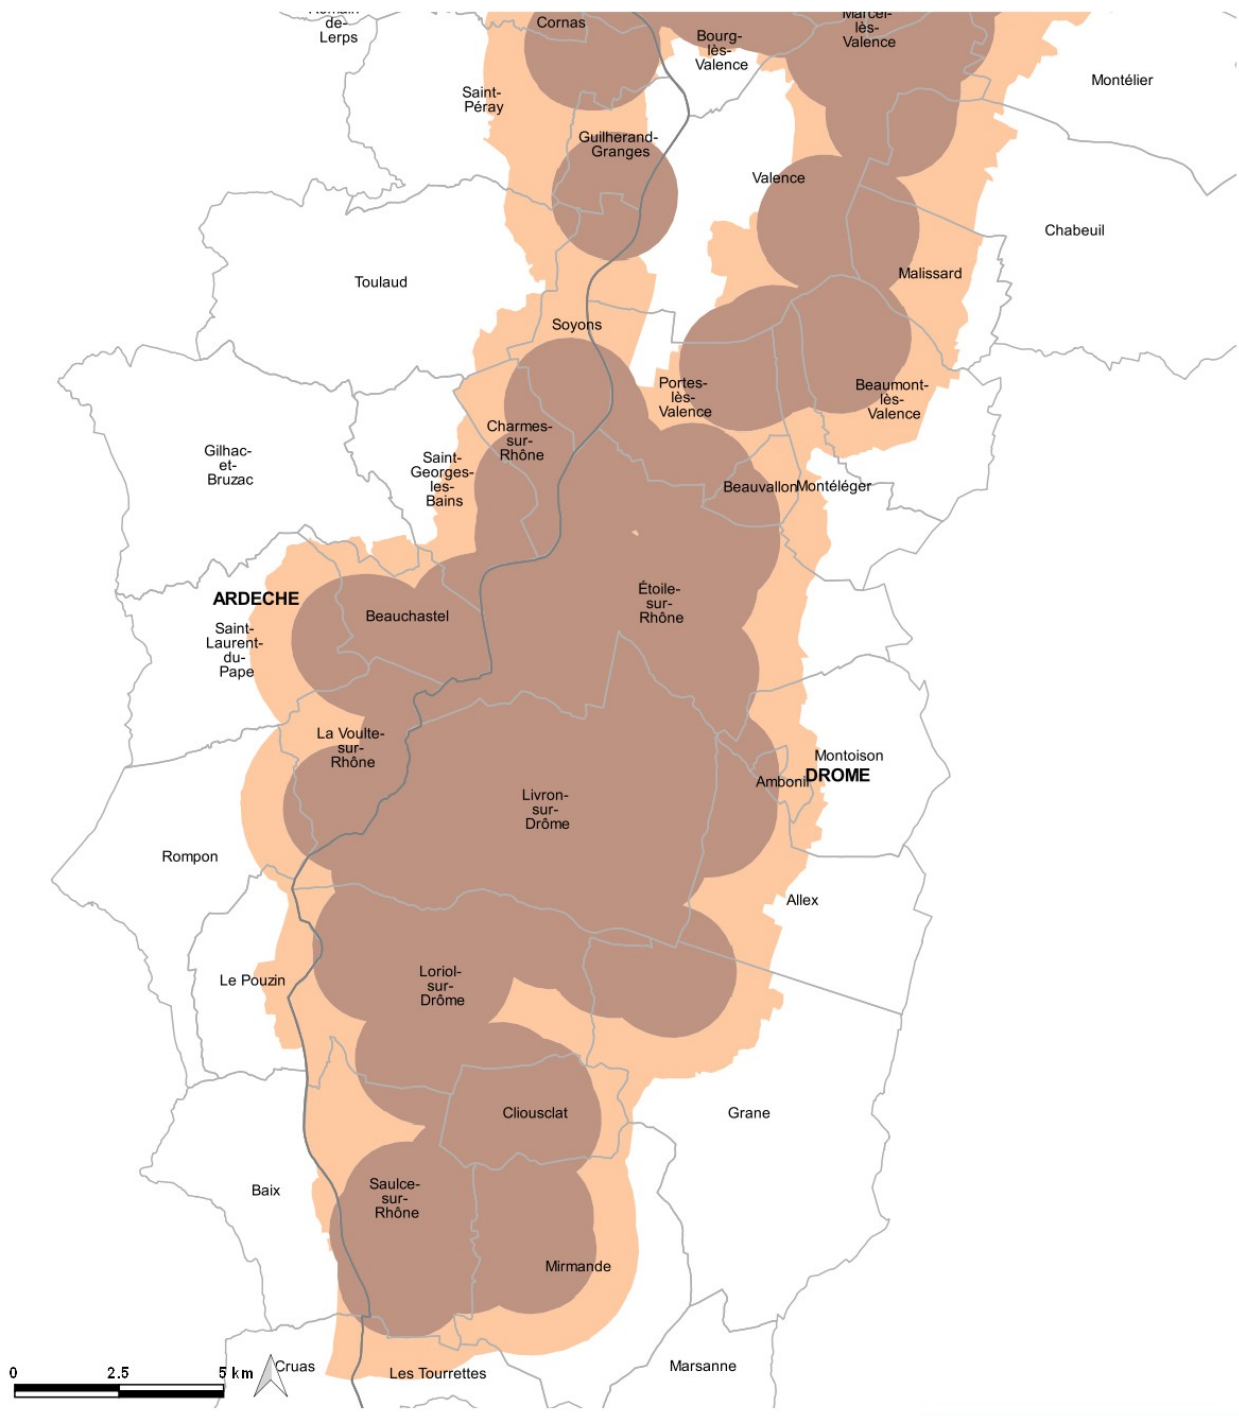 Cornas
de-
Lerps
Marcel-
lès-
Valence
Bourg-
lès-
Valence
Montélier
Saint-
Péray
Guilherand-
Granges
Valence
Chabeuil
Malissard
Toulaud
Soyons
Portes-
lès-
Valence
Beaumont-
lès-
Valence
Charmes-
sur-
Rhône
Gilhac-
et-
Bruzac
Saint-
Georges-
les-
Bains
Beauvallon
Montéléger
Étoile-
sur-
Rhône
ARDECHE
Beauchastel
Saint-
Laurent-
du-
Pape
La Voulte-
sur-
Rhône
Montoison
DROME
Ambonil
Livron-
sur-
Drôme
Rompon
Allex
Le Pouzin
Loriol-
sur-
Drôme
Cliousclat
Grane
Baix
Saulce-
sur-
Rhône
Mirmande
Cruas
Les Tourrettes
Marsanne
0 2.5 5 km